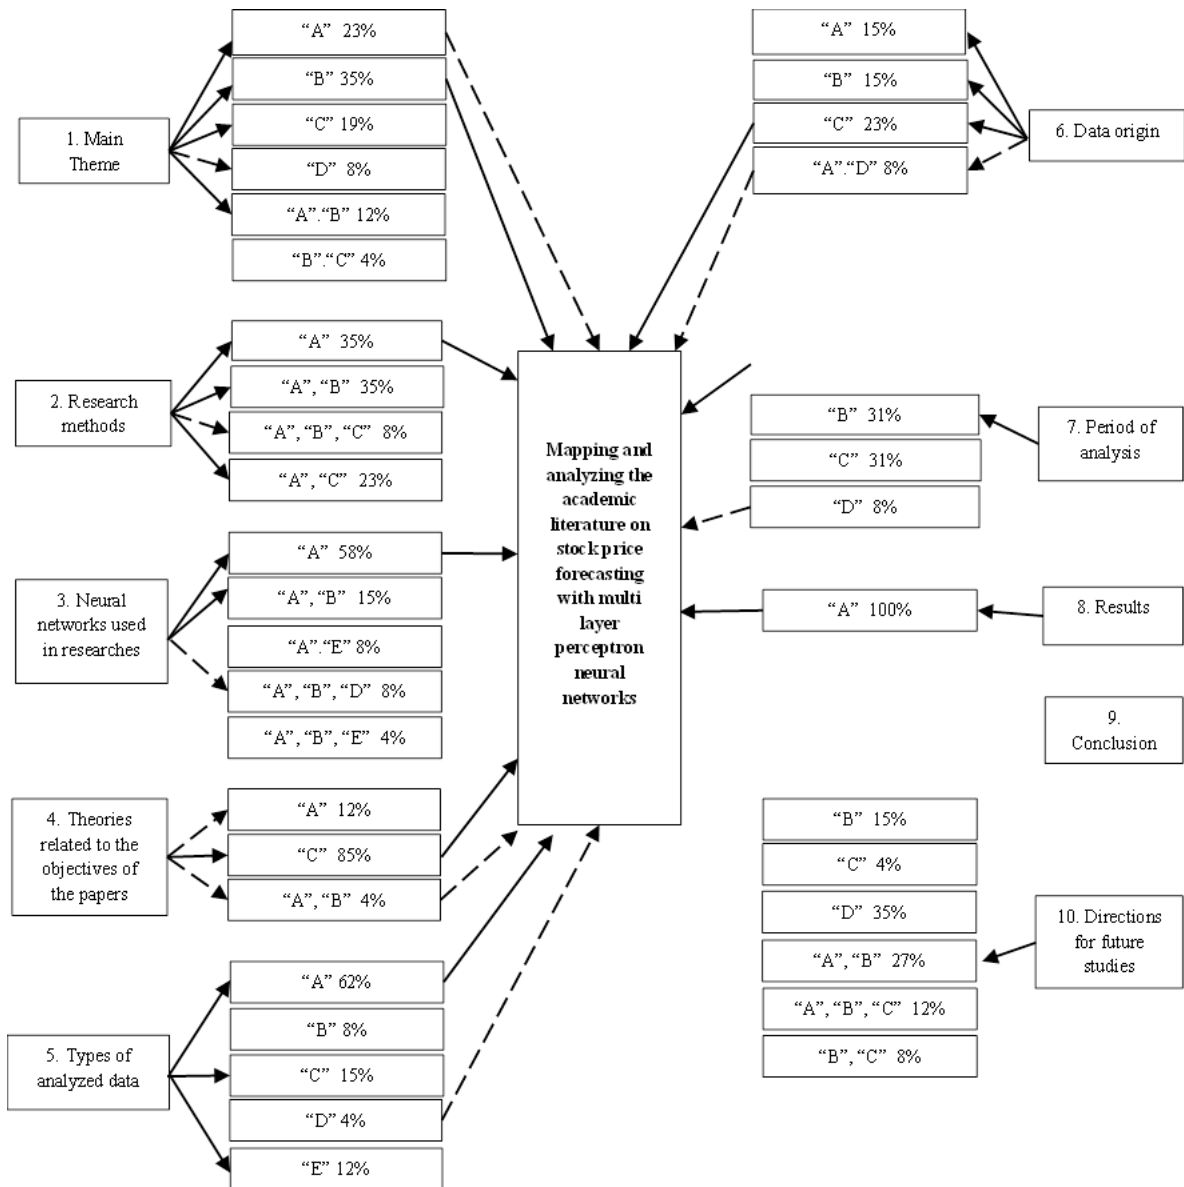 1. Main
Theme
“A” 23%
“B” 35%
“C” 19%
“D” 8%
“A”.“B” 12%
“B”.“C” 4%
2. Research
methods
“A” 35%
“A”, “B” 35%
“A”, “B”, “C” 8%
“A”, “C” 23%
3. Neural
networks used
in researches
“A” 58%
“A”, “B” 15%
“A”.“E” 8%
“A”, “B”, “D” 8%
“A”, “B”, “E” 4%
4. Theories
related to the
objectives of
the papers
“A” 12%
“C” 85%
“A”, “B” 4%
5. Types of
analyzed data
“A” 62%
“B” 8%
“C” 15%
“D” 4%
“E” 12%
Mapping and
analyzing the
academic
literature on
stock price
forecasting
with multi
layer
perceptron
neural
networks
“A” 15%
“B” 15%
“C” 23%
“A”.“D” 8%
6. Data origin
“B” 31%
“C” 31%
“D” 8%
7. Period of
analysis
“A” 100%
8. Results
9.
Conclusion
“B” 15%
“C” 4%
“D” 35%
“A”, “B” 27%
“A”, “B”, “C” 12%
“B”, “C” 8%
10. Directions
for future
studies